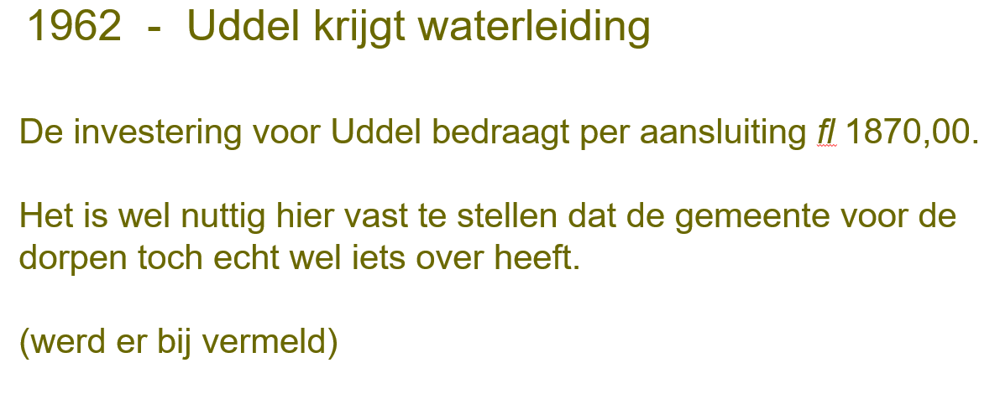 1962  -  Uddel krijgt waterleiding
De investering voor Uddel bedraagt per aansluiting fl 1870,00.
Het is wel nuttig hier vast te stellen dat de gemeente voor de
dorpen toch echt wel iets over heeft.
(werd er bij vermeld)